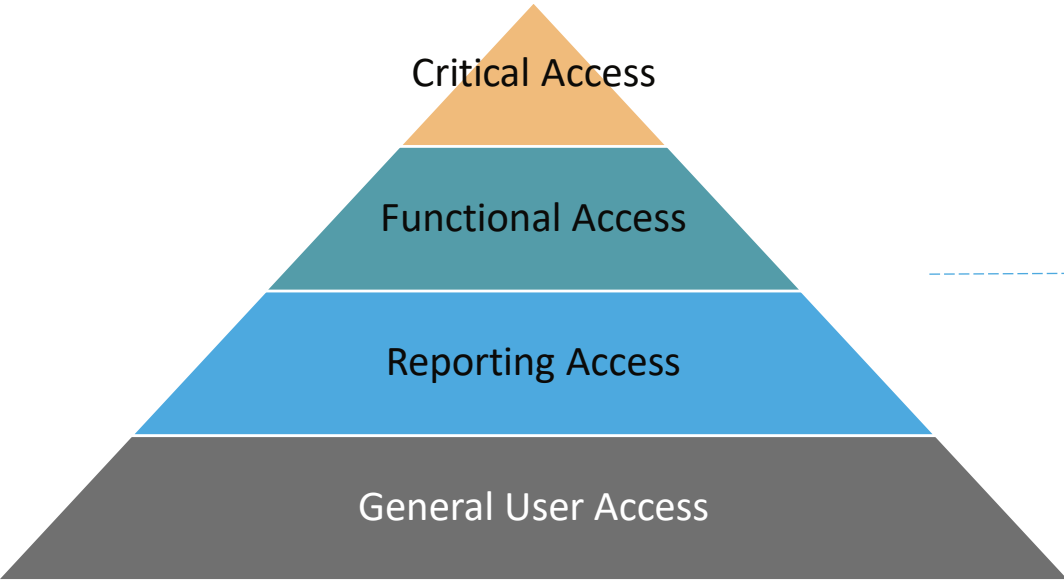 Critical Access
Functional Access
Reporting Access
General User Access